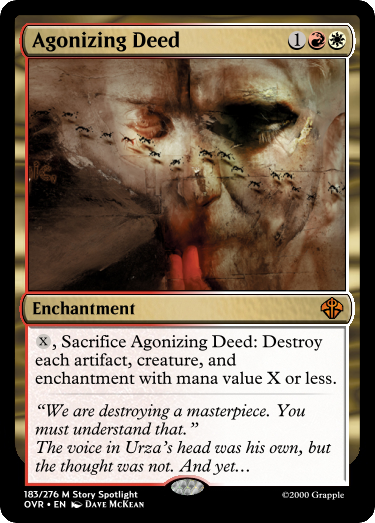 Agonizing Deed 1
Enchantment
X, Sacrifice Agonizing Deed: Destroy
each artifact, creature, and
enchantment with mana value X or less.
“We are destroying a masterpiece. You
must understand that.”
The voice in Urza’s head was his own, but
the thought was not. And yet…
183/276 M Story Spotlight
OVR • EN Dave McKean
©2000 Grapple